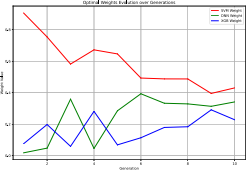 Optimal Weights Evolution over Generations
SVM Weight
DNN Weight
XGB Weight
Weight Value
2
4
6
8
10
Generation